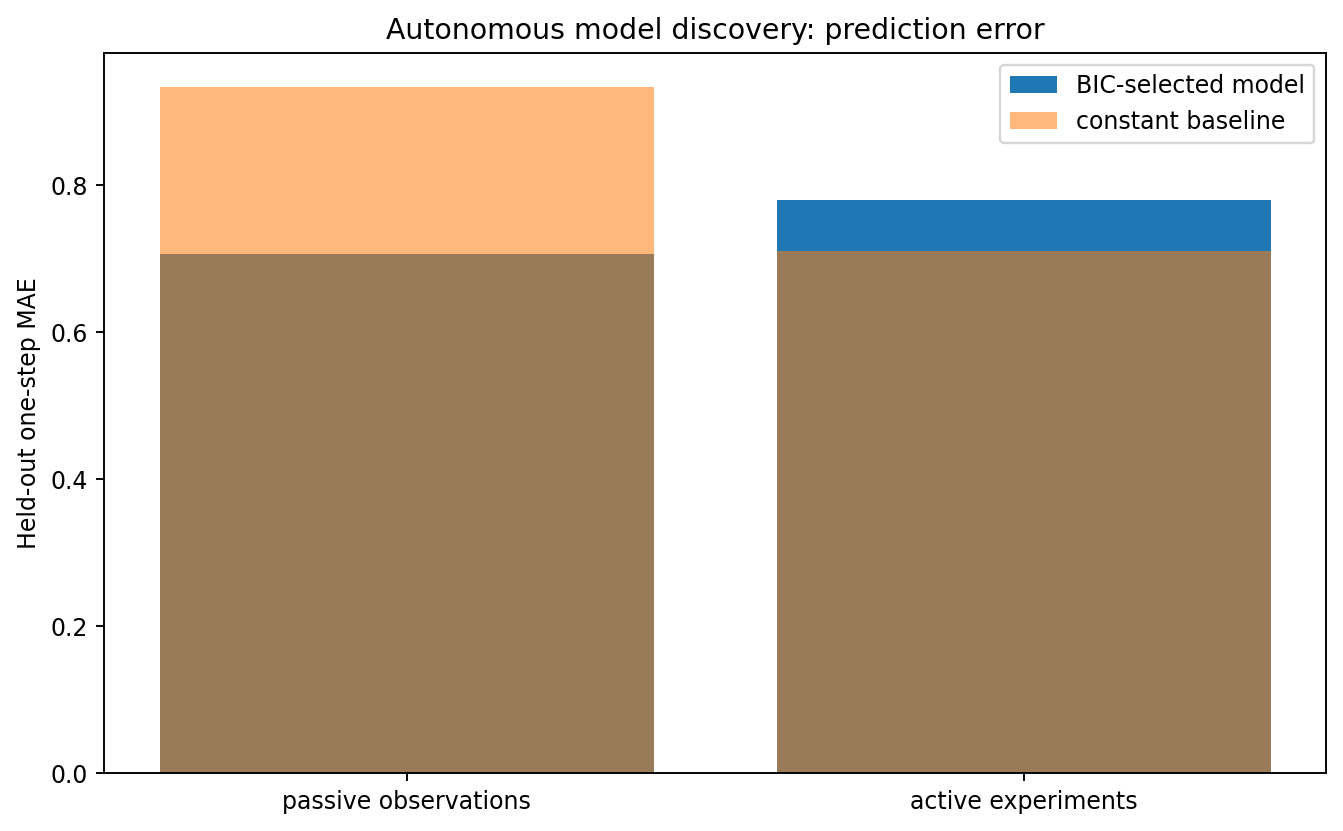 Autonomous model discovery: prediction error
BIC-selected model
constant baseline
Held-out one-step MAE
0.8
0.6
0.4
0.2
0.0
passive observations
active experiments